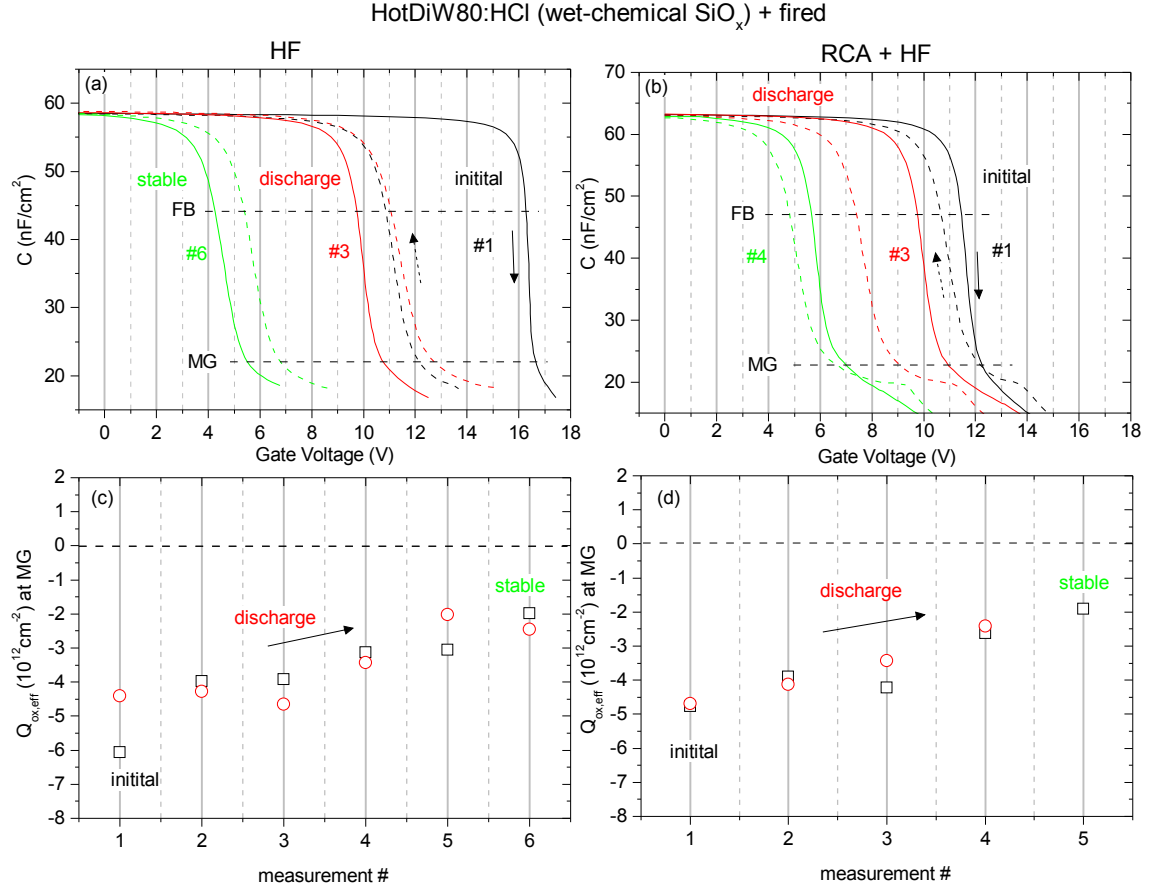 HotDiW80:HCl (wet-chemical SiOx) + fired
HF
RCA + HF
(a)
stable
discharge
initital
FB
#6
#3
#1
MG
60
50
40
30
20
C (nF/cm2)
0 2 4 6 8 10 12 14 16 18
Gate Voltage (V)
(b)
discharge
initital
FB
#4
#3
#1
MG
70
60
50
40
30
20
C (nF/cm2)
0 2 4 6 8 10 12 14 16 18
Gate Voltage (V)
(c)
stable
discharge
initital
2
1
0
-1
-2
-3
-4
-5
-6
-7
-8
Qox,eff (10^12cm^-2) at MG
1 2 3 4 5 6
measurement #
(d)
stable
discharge
initital
2
1
0
-1
-2
-3
-4
-5
-6
-7
-8
Qox,eff (10^12cm^-2) at MG
1 2 3 4 5
measurement #